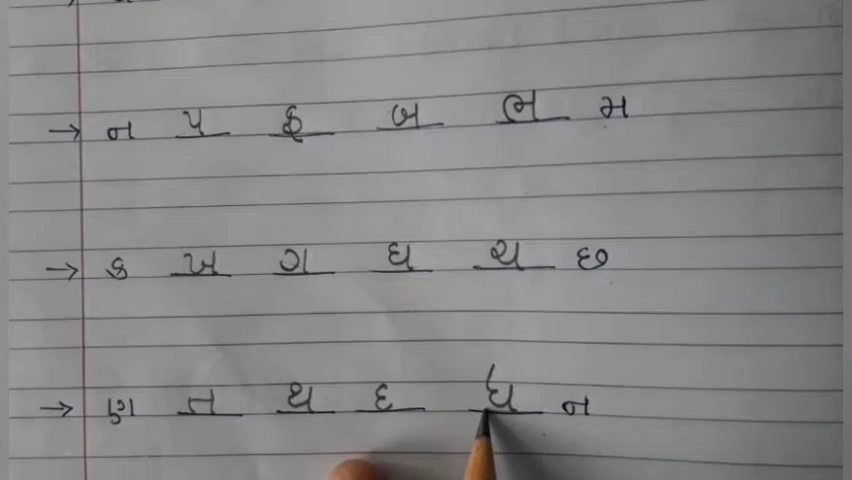 → ન પ ફ બ ભ મ
→ ક ખ ગ ઘ ચ છ
→ ણ ત થ દ ધ ન